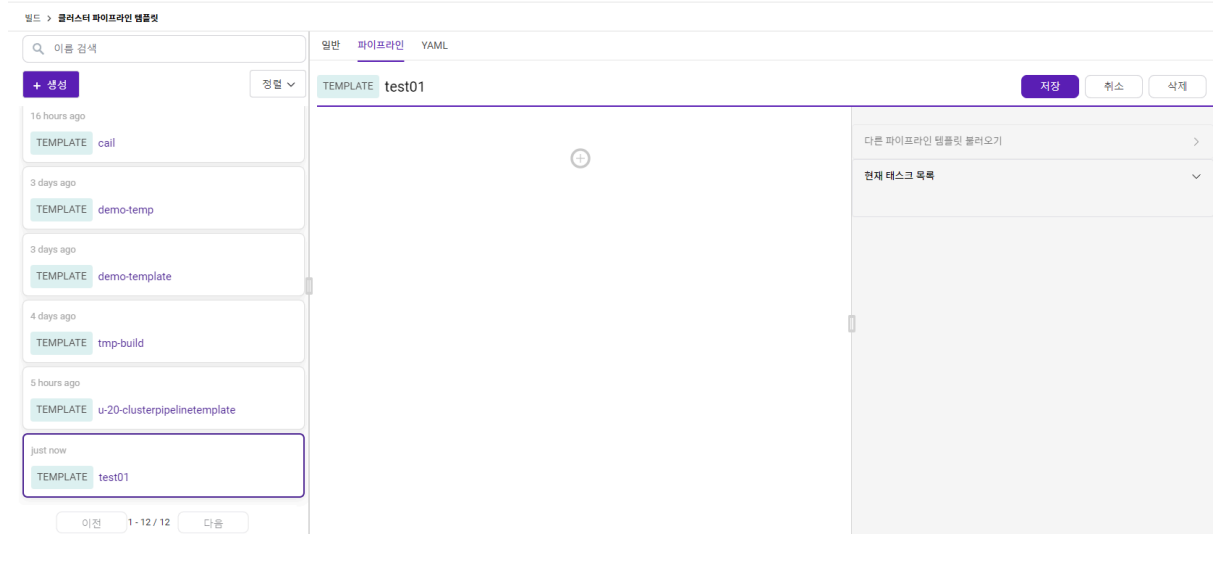 빌드 > 클러스터 파이프라인 템플릿
이름 검색
+ 생성
정렬
16 hours ago
TEMPLATE cail
3 days ago
TEMPLATE demo-temp
3 days ago
TEMPLATE demo-template
4 days ago
TEMPLATE tmp-build
5 hours ago
TEMPLATE u-20-clusterpipelinetemplate
just now
TEMPLATE test01
이전 1 - 12 / 12 다음
일반 파이프라인 YAML
TEMPLATE test01
저장 취소 삭제
다른 파이프라인 템플릿 불러오기
현재 태스크 목록